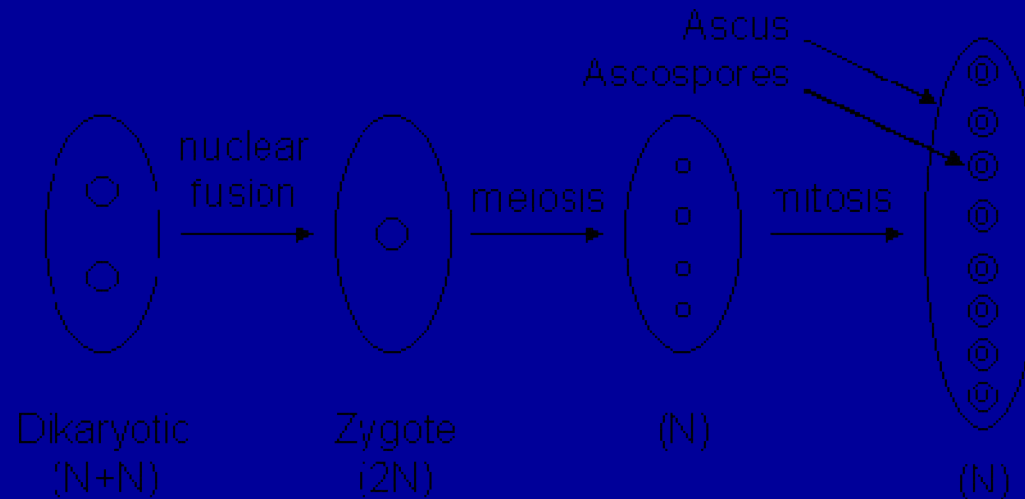 Ascus
Ascospores
nuclear
fusion
meiosis
mitosis
Dikaryotic
(N+N)
Zygote
(2N)
(N)
(N)